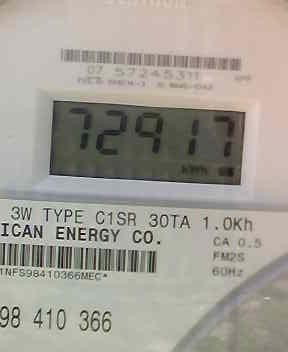 07 57245311
72917
3W TYPE C1SR 30TA 1.0Kh
ICAN ENERGY CO.
CA 0.5
FM2S
60Hz
1NFS98410366MEC*
98 410 366